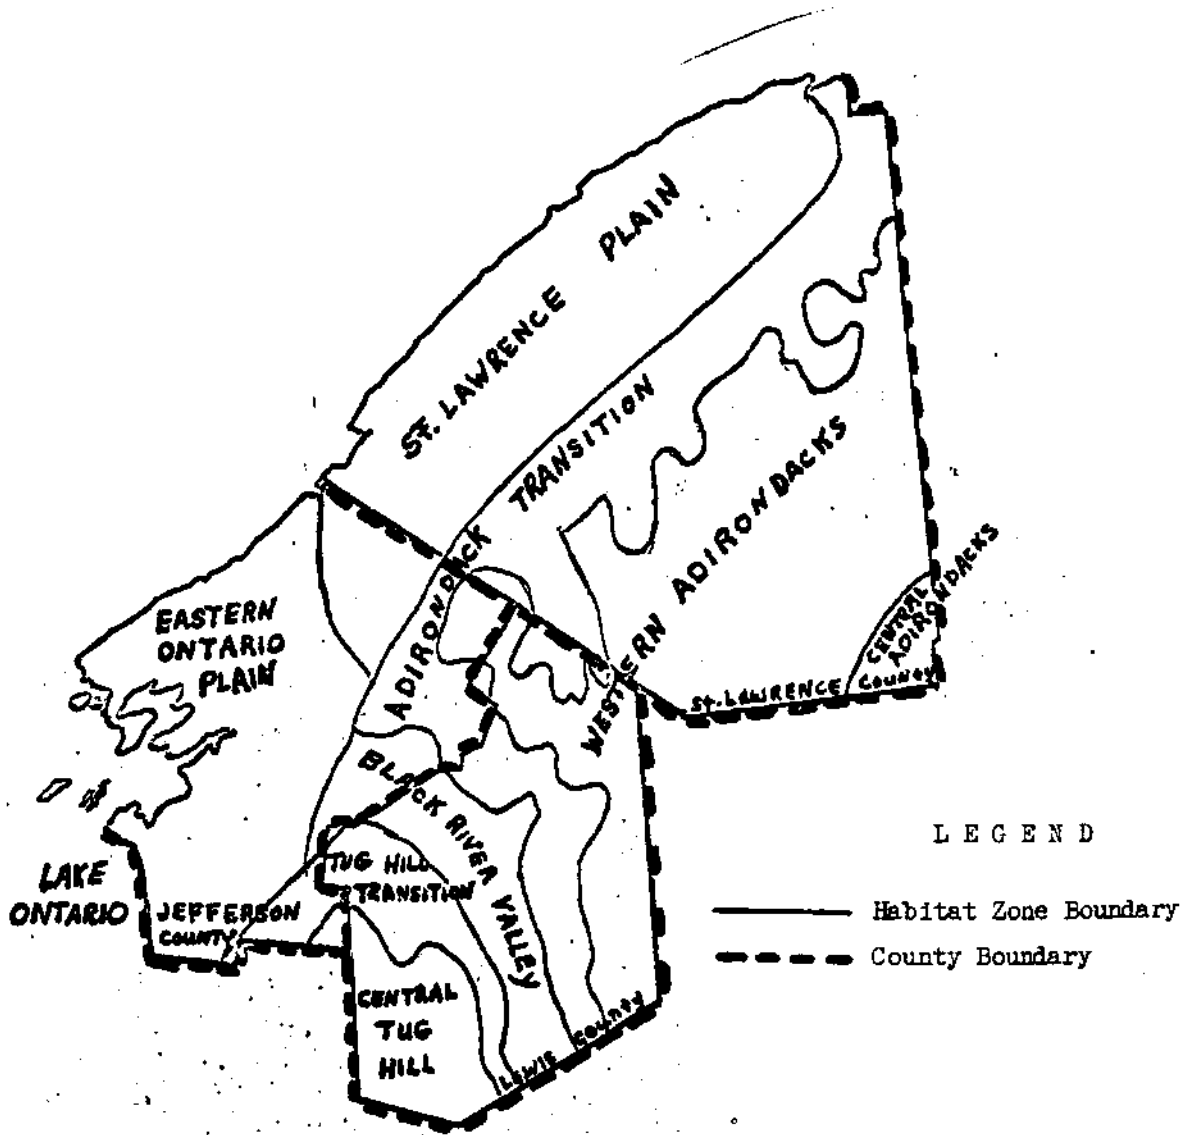 ST. LAWRENCE PLAIN
ADIRONDACK TRANSITION
WESTERN ADIRONDACKS
CENTRAL
ADIRONDACKS
St. LAWRENCE COUNTY
EASTERN
ONTARIO
PLAIN
BLACK RIVER VALLEY
LAKE
ONTARIO
JEFFERSON
COUNTY
TUG HILL
TRANSITION
CENTRAL
TUG
HILL
LEWIS County
LEGEND
Habitat Zone Boundary
County Boundary